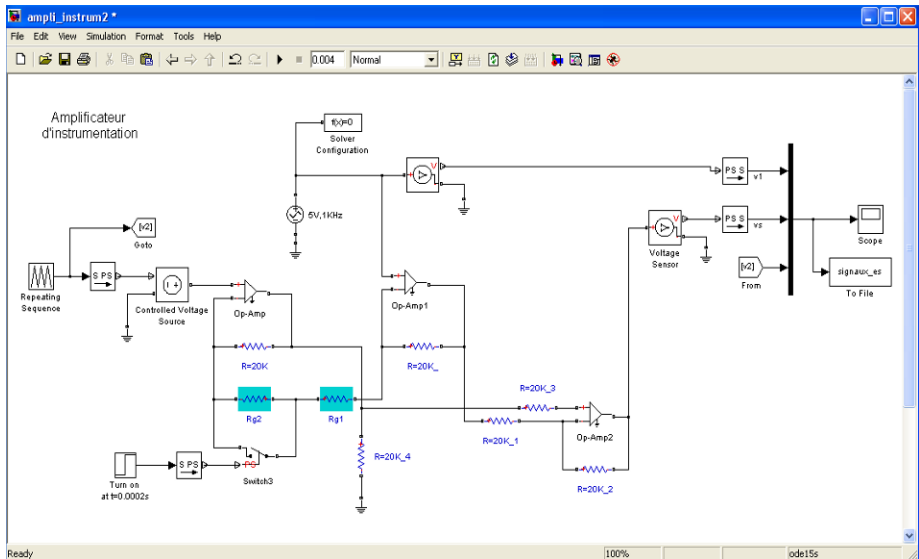 ampli_instrum2 *
File Edit View Simulation Format Tools Help
0.004 Normal
Amplificateur
d'instrumentation
f(x)=0
Solver
Configuration
V
PS S
v1
5V,1KHz
V
PS S
vs
Voltage
Sensor
Scope
[v2]
Goto
[v2]
From
signaux_es
To File
Repeating
Sequence
S PS
Controlled Voltage
Source
Op-Amp
Op-Amp1
R=20K
R=20K_
Rg2
Rg1
R=20K_3
R=20K_1
Op-Amp2
R=20K_4
R=20K_2
Turn on
at t=0.0002s
S PS
PS
Switch3
Ready 100% ode15s